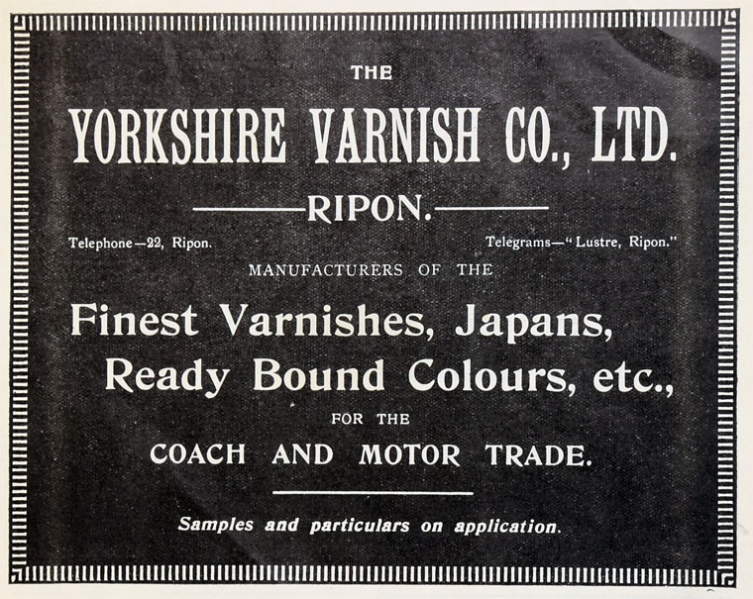 THE
YORKSHIRE VARNISH CO., LTD.
RIPON.
Telephone—22, Ripon. Telegrams—"Lustre, Ripon."
MANUFACTURERS OF THE
Finest Varnishes, Japans,
Ready Bound Colours, etc.,
FOR THE
COACH AND MOTOR TRADE.
Samples and particulars on application.